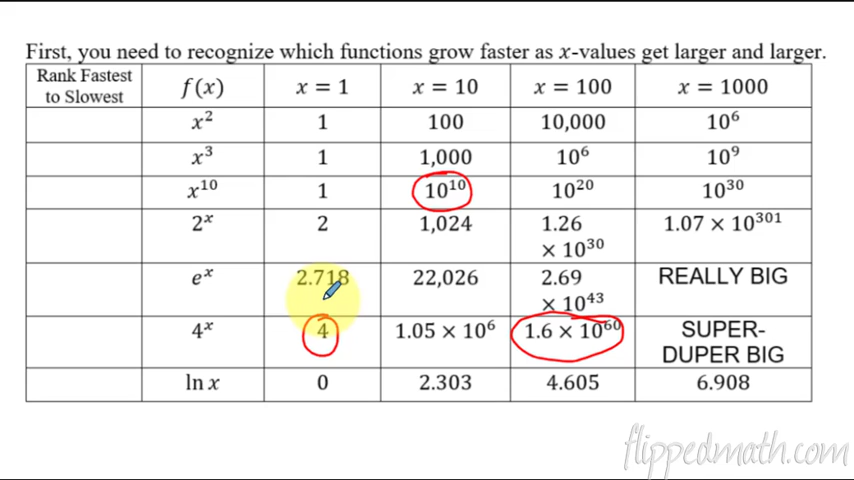 First, you need to recognize which functions grow faster as x-values get larger and larger.
Rank Fastest to Slowest f(x) x = 1 x = 10 x = 100 x = 1000
x² 1 100 10,000 10⁶
x³ 1 1,000 10⁶ 10⁹
x¹⁰ 1 10¹⁰ 10²⁰ 10³⁰
2ˣ 2 1,024 1.26 × 10³⁰ 1.07 × 10³⁰¹
eˣ 2.718 22,026 2.69 × 10⁴³ REALLY BIG
4ˣ 4 1.05 × 10⁶ 1.6 × 10⁶⁰ SUPER-DUPER BIG
ln x 0 2.303 4.605 6.908
flippedmath.com